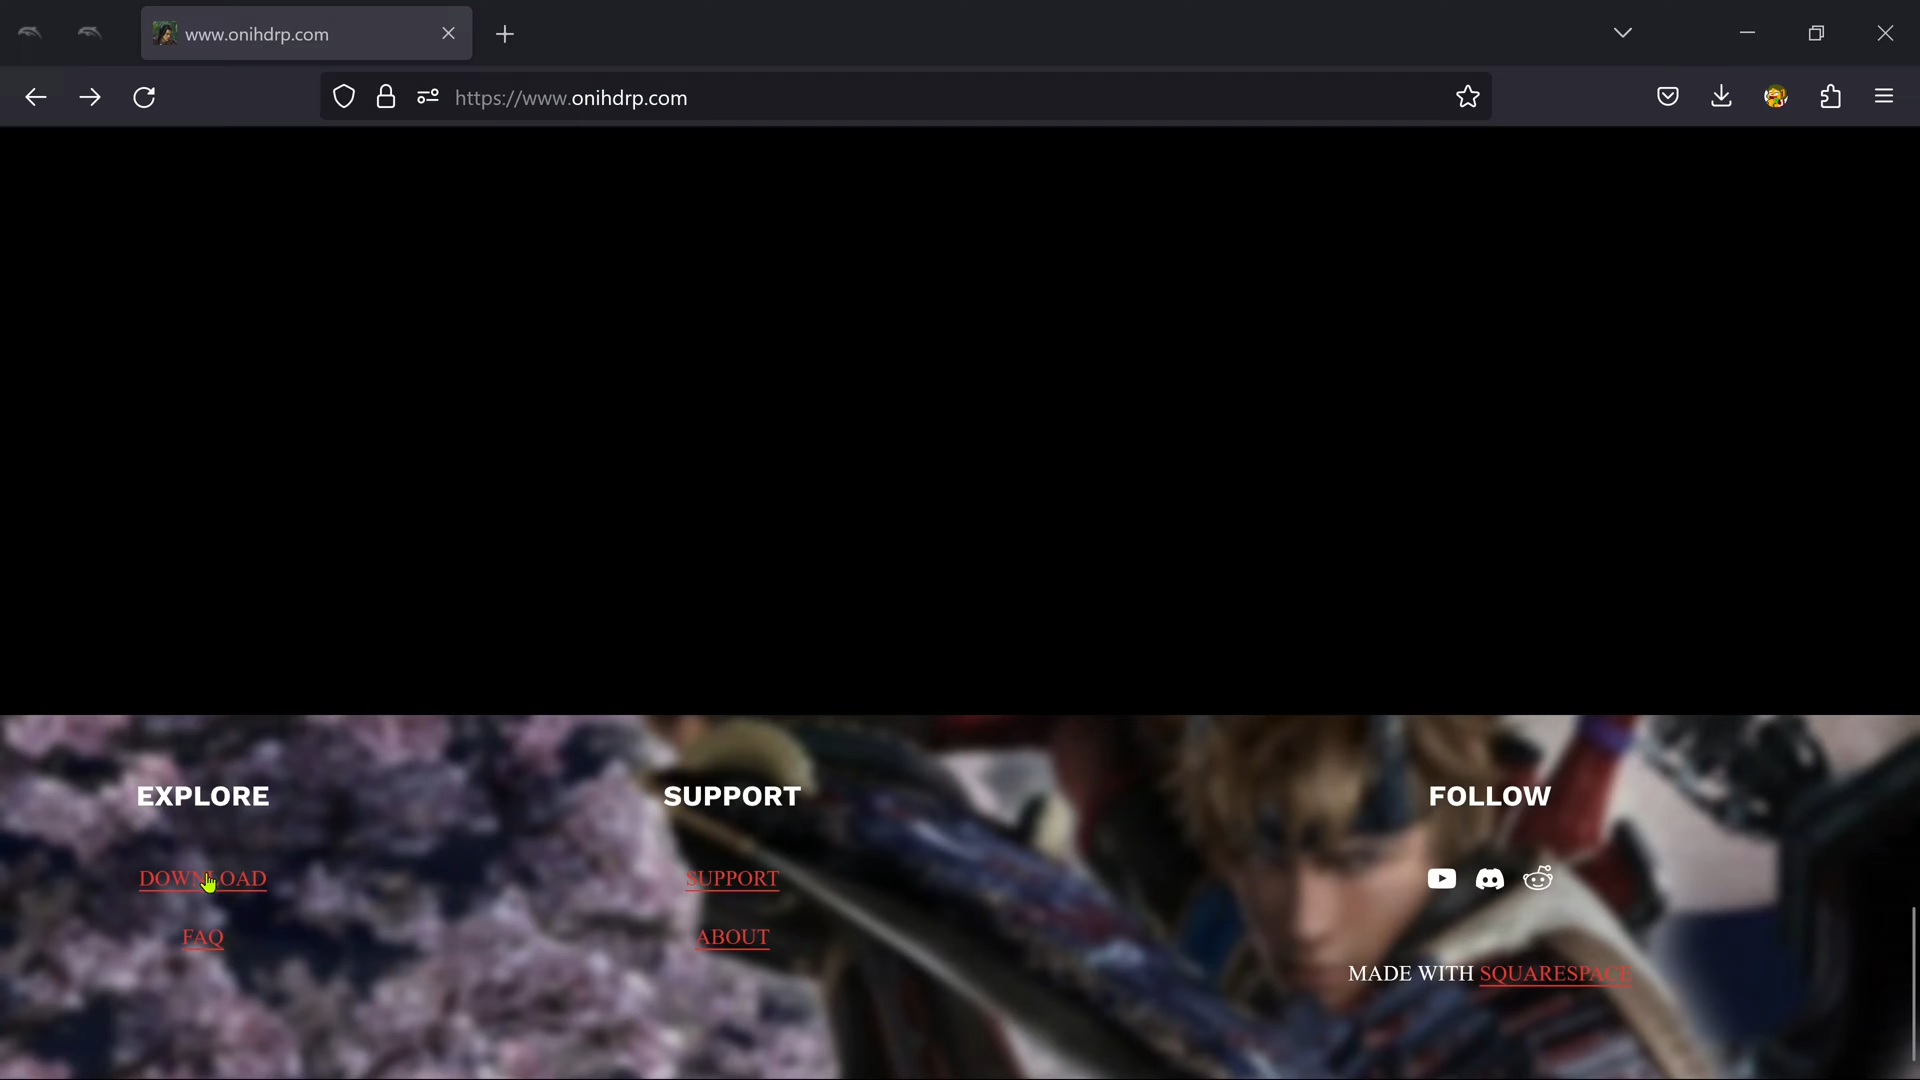 www.onihdrp.com
https://www.onihdrp.com
EXPLORE
DOWNLOAD
FAQ
SUPPORT
SUPPORT
ABOUT
FOLLOW
MADE WITH SQUARESPACE